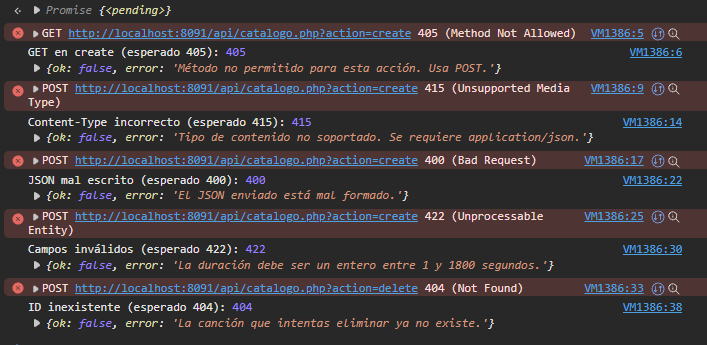 Promise {<pending>}
GET http://localhost:8091/api/catalogo.php?action=create 405 (Method Not Allowed) VM1386:5
GET en create (esperado 405): 405 VM1386:6
{ok: false, error: 'Método no permitido para esta acción. Usa POST.'}
POST http://localhost:8091/api/catalogo.php?action=create 415 (Unsupported Media VM1386:9
Type)
Content-Type incorrecto (esperado 415): 415 VM1386:14
{ok: false, error: 'Tipo de contenido no soportado. Se requiere application/json.'}
POST http://localhost:8091/api/catalogo.php?action=create 400 (Bad Request) VM1386:17
JSON mal escrito (esperado 400): 400 VM1386:22
{ok: false, error: 'El JSON enviado está mal formado.'}
POST http://localhost:8091/api/catalogo.php?action=create 422 (Unprocessable VM1386:25
Entity)
Campos inválidos (esperado 422): 422 VM1386:30
{ok: false, error: 'La duración debe ser un entero entre 1 y 1800 segundos.'}
POST http://localhost:8091/api/catalogo.php?action=delete 404 (Not Found) VM1386:33
ID inexistente (esperado 404): 404 VM1386:38
{ok: false, error: 'La canción que intentas eliminar ya no existe.'}